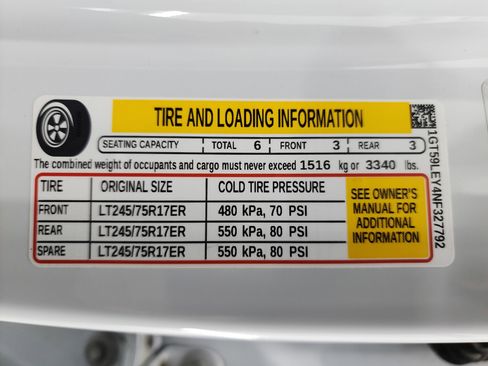 TIRE AND LOADING INFORMATION
SEATING CAPACITY TOTAL 6 FRONT 3 REAR 3
The combined weight of occupants and cargo must never exceed 1516 kg or 3340 lbs.
TIRE ORIGINAL SIZE COLD TIRE PRESSURE
FRONT LT245/75R17ER 480 kPa, 70 PSI
REAR LT245/75R17ER 550 kPa, 80 PSI
SPARE LT245/75R17ER 550 kPa, 80 PSI
SEE OWNER'S
MANUAL FOR
ADDITIONAL
INFORMATION
1GT59LEY4NF327792